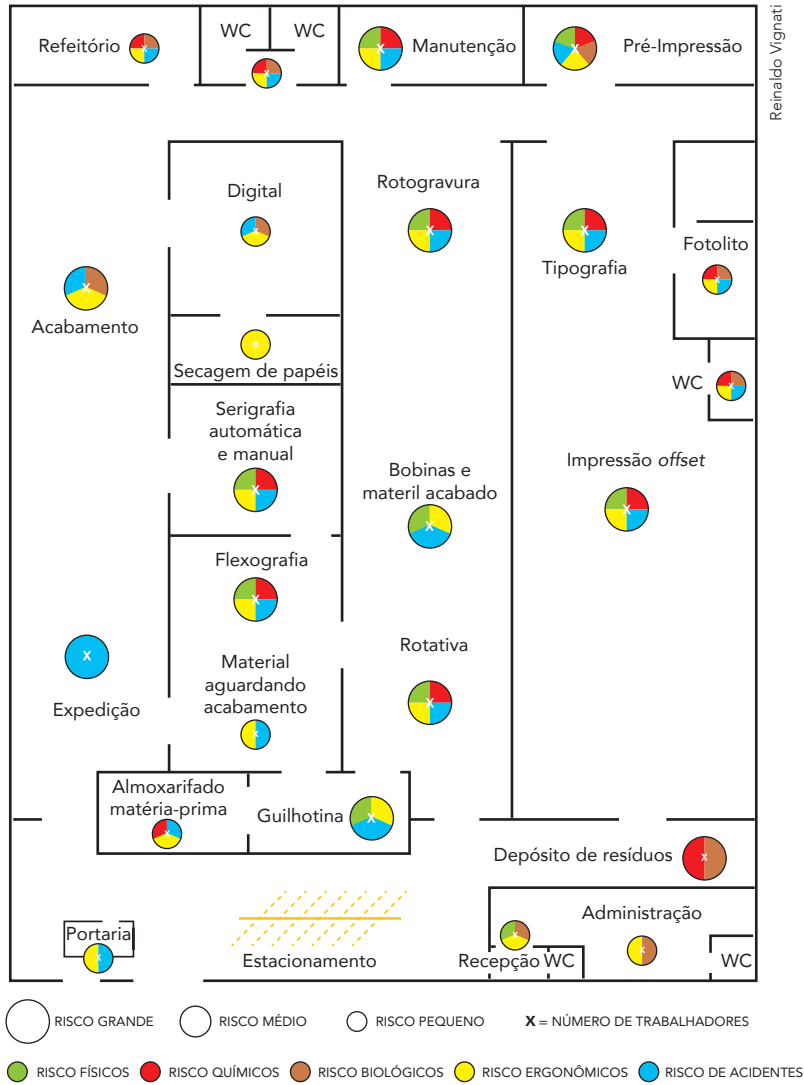 Reinaldo Vignati
Refeitório
WC
WC
Manutenção
Pré-Impressão
X
X
X
X
Digital
Rotogravura
X
X
X
Tipografia
Fotolito
X
X
Acabamento
X
Secagem de papéis
WC
X
Serigrafia
automática
e manual
X
Bobinas e
materil acabado
X
Impressão offset
X
Flexografia
X
Expedição
X
Material
aguardando
acabamento
X
Rotativa
X
Almoxarifado
matéria-prima
X
Guilhotina
X
Depósito de resíduos
X
Portaria
X
Estacionamento
X
Recepção
WC
Administração
X
WC
RISCO GRANDE
RISCO MÉDIO
RISCO PEQUENO
X = NÚMERO DE TRABALHADORES
RISCO FÍSICOS
RISCO QUÍMICOS
RISCO BIOLÓGICOS
RISCO ERGONÔMICOS
RISCO DE ACIDENTES